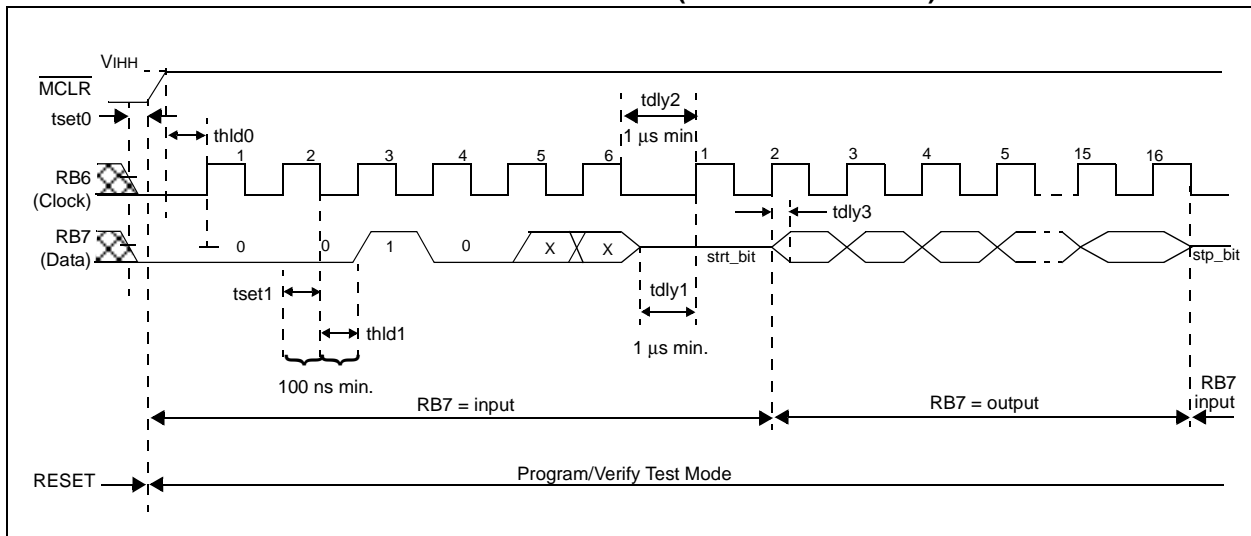 VIHH
MCLR
tset0
thld0
tdly2
1 µs min
1 2 3 4 5 6 1 2 3 4 5 15 16
RB6
(Clock)
tdly3
RB7
(Data)
0 0 1 0 X X strt_bit stp_bit
tset1
tdly1
thld1
1 µs min.
100 ns min.
RB7 = input
RB7 = output
RB7
input
RESET
Program/Verify Test Mode